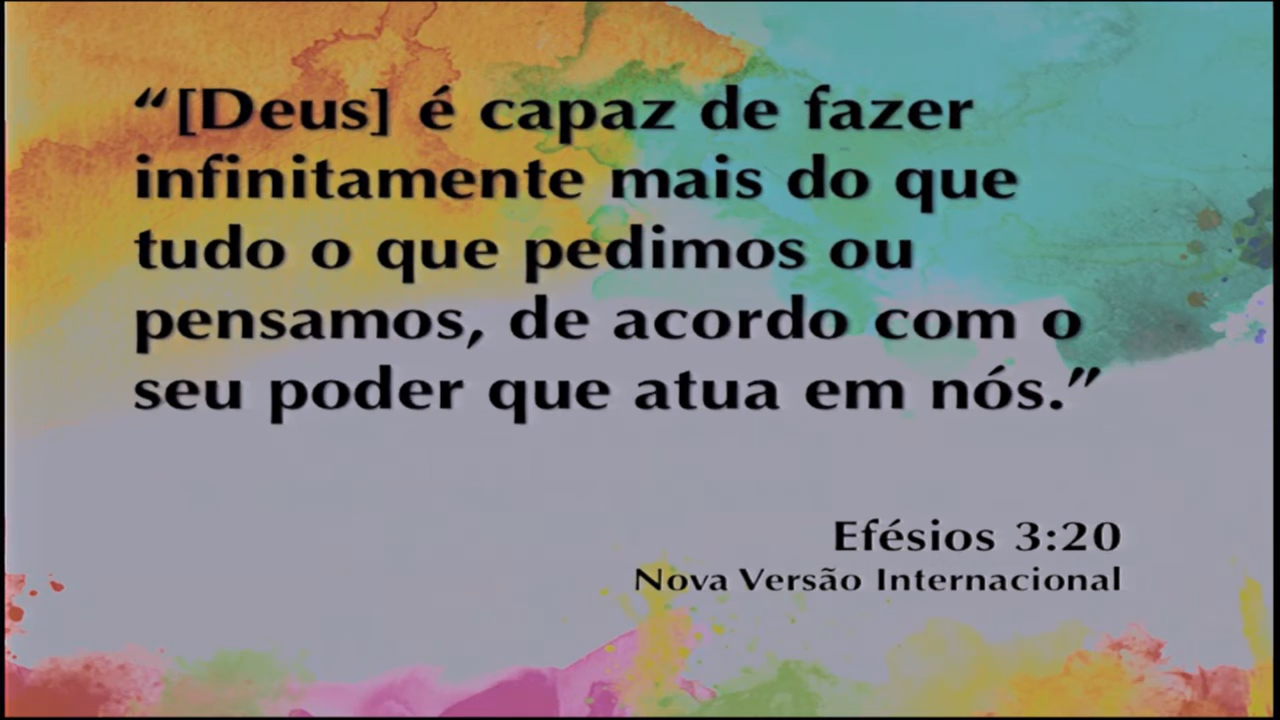 “[Deus] é capaz de fazer
infinitamente mais do que
tudo o que pedimos ou
pensamos, de acordo com o
seu poder que atua em nós.”
Efésios 3:20
Nova Versão Internacional